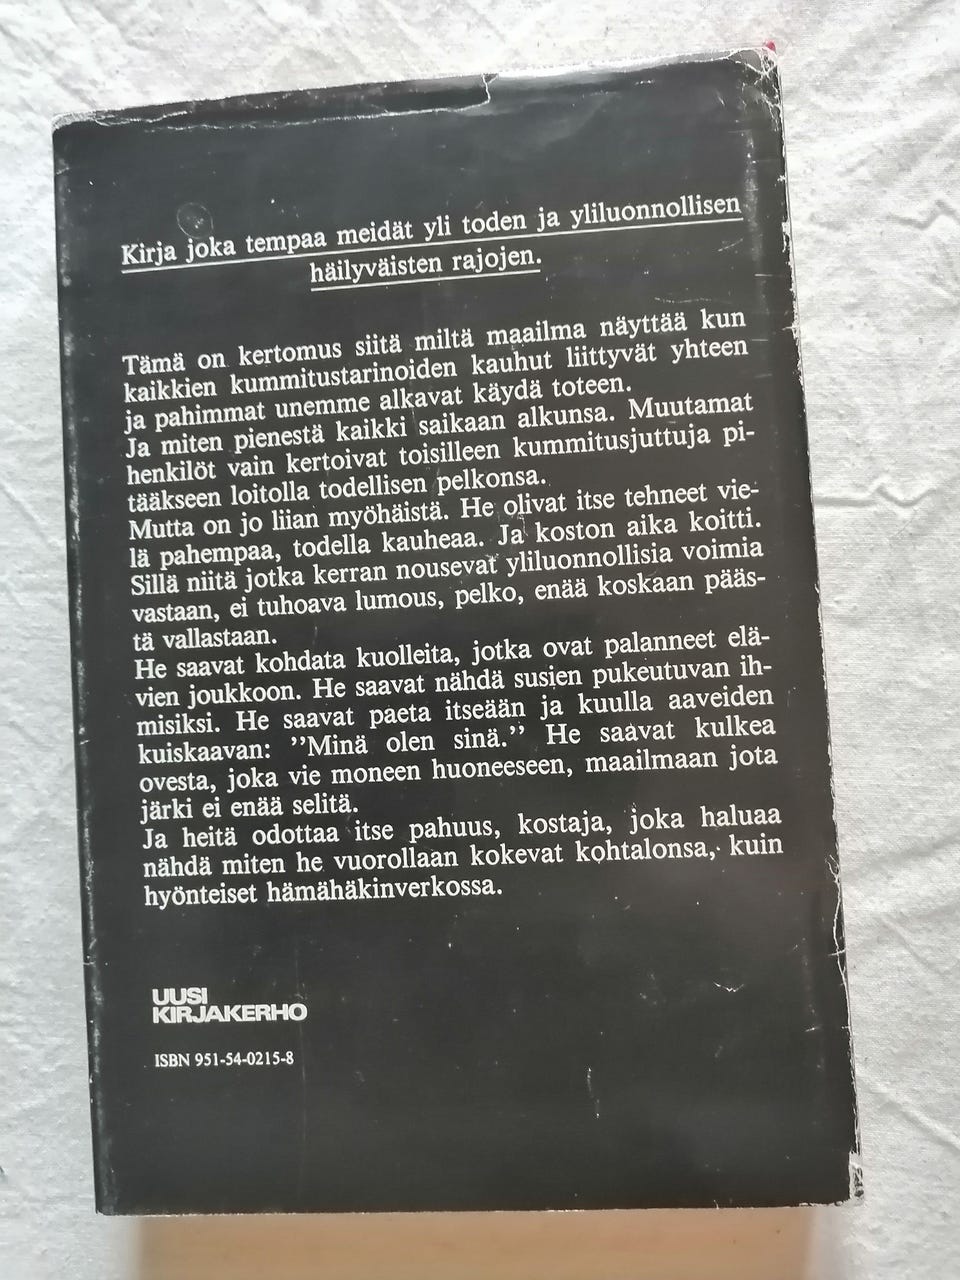 Kirja joka tempaa meidät yli toden ja yliluonnollisen
häilyväisten rajojen.
Tämä on kertomus siitä miltä maailma näyttää kun
kaikkien kummitustarinoiden kauhut liittyvät yhteen
ja pahimmat unemme alkavat käydä toteen.
Ja miten pienestä kaikki saikaan alkunsa. Muutamat
henkilöt vain kertoivat toisilleen kummitusjuttuja pi-
tääkseen loitolla todellisen pelkonsa.
Mutta on jo liian myöhäistä. He olivat itse tehneet vie-
lä pahempaa, todella kauheaa. Ja koston aika koitti.
Sillä niitä jotka kerran nousevat yliluonnollisia voimia
vastaan, ei tuhoava lumous, pelko, enää koskaan pääs-
tä vallastaan.
He saavat kohdata kuolleita, jotka ovat palanneet elä-
vien joukkoon. He saavat nähdä susien pukeutuvan ih-
misiksi. He saavat paeta itseään ja kuulla aaveiden
kuiskaavan: ”Minä olen sinä.” He saavat kulkea
ovesta, joka vie moneen huoneeseen, maailmaan jota
järki ei enää selitä.
Ja heitä odottaa itse pahuus, kostaja, joka haluaa
nähdä miten he vuorollaan kokevat kohtalonsa, kuin
hyönteiset hämähäkinverkossa.
UUSI
KIRJAKERHO
ISBN 951-54-0215-8